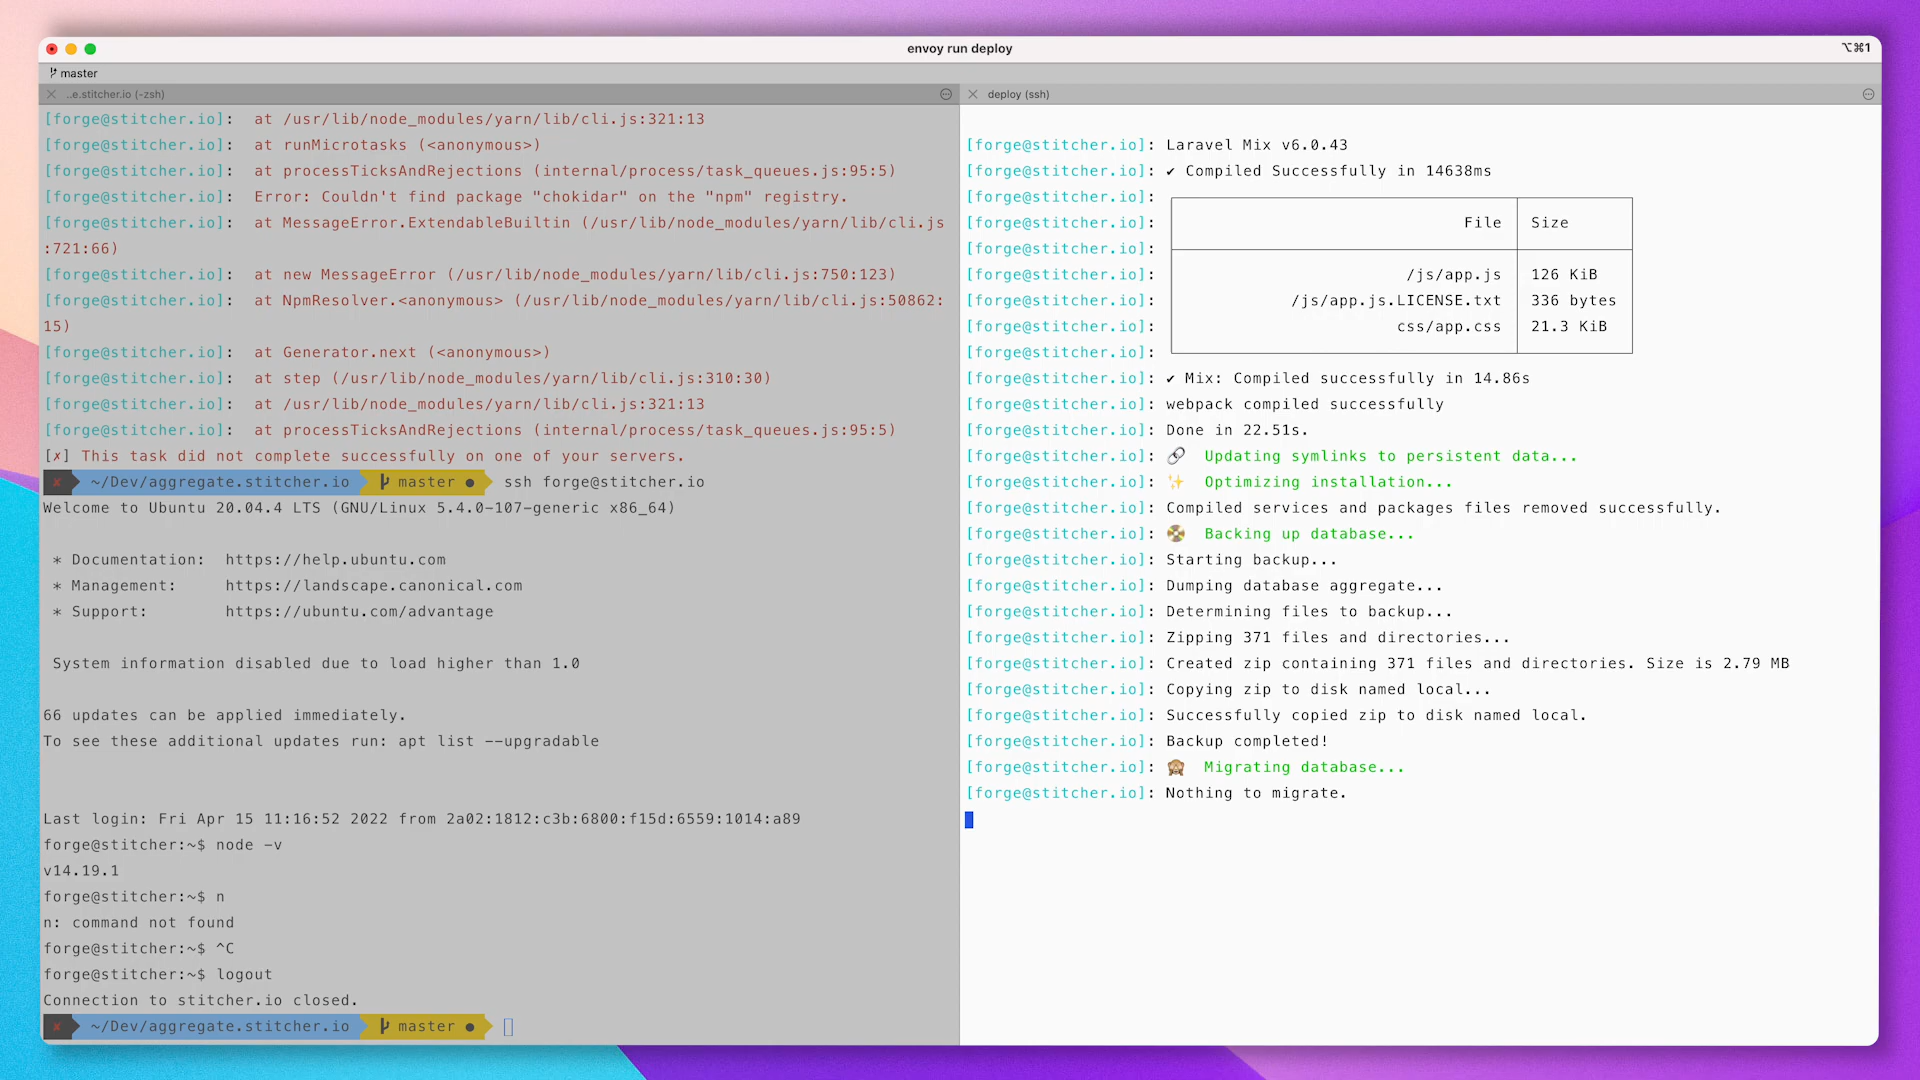 envoy run deploy
⌥⌘1
master
..e.stitcher.io (-zsh)
[forge@stitcher.io]:  at /usr/lib/node_modules/yarn/lib/cli.js:321:13
[forge@stitcher.io]:  at runMicrotasks (<anonymous>)
[forge@stitcher.io]:  at processTicksAndRejections (internal/process/task_queues.js:95:5)
[forge@stitcher.io]:  Error: Couldn't find package "chokidar" on the "npm" registry.
[forge@stitcher.io]:  at MessageError.ExtendableBuiltin (/usr/lib/node_modules/yarn/lib/cli.js
:721:66)
[forge@stitcher.io]:  at new MessageError (/usr/lib/node_modules/yarn/lib/cli.js:750:123)
[forge@stitcher.io]:  at NpmResolver.<anonymous> (/usr/lib/node_modules/yarn/lib/cli.js:50862:
15)
[forge@stitcher.io]:  at Generator.next (<anonymous>)
[forge@stitcher.io]:  at step (/usr/lib/node_modules/yarn/lib/cli.js:310:30)
[forge@stitcher.io]:  at /usr/lib/node_modules/yarn/lib/cli.js:321:13
[forge@stitcher.io]:  at processTicksAndRejections (internal/process/task_queues.js:95:5)
[✗] This task did not complete successfully on one of your servers.
✗ ~/Dev/aggregate.stitcher.io master ● ssh forge@stitcher.io
Welcome to Ubuntu 20.04.4 LTS (GNU/Linux 5.4.0-107-generic x86_64)
* Documentation:  https://help.ubuntu.com
* Management:     https://landscape.canonical.com
* Support:        https://ubuntu.com/advantage
System information disabled due to load higher than 1.0
66 updates can be applied immediately.
To see these additional updates run: apt list --upgradable
Last login: Fri Apr 15 11:16:52 2022 from 2a02:1812:c3b:6800:f15d:6559:1014:a89
forge@stitcher:~$ node -v
v14.19.1
forge@stitcher:~$ n
n: command not found
forge@stitcher:~$ ^C
forge@stitcher:~$ logout
Connection to stitcher.io closed.
✗ ~/Dev/aggregate.stitcher.io master ●
deploy (ssh)
[forge@stitcher.io]: Laravel Mix v6.0.43
[forge@stitcher.io]: ✔ Compiled Successfully in 14638ms
[forge@stitcher.io]:
[forge@stitcher.io]: File Size
[forge@stitcher.io]:
[forge@stitcher.io]: /js/app.js 126 KiB
[forge@stitcher.io]: /js/app.js.LICENSE.txt 336 bytes
[forge@stitcher.io]: css/app.css 21.3 KiB
[forge@stitcher.io]:
[forge@stitcher.io]: ✔ Mix: Compiled successfully in 14.86s
[forge@stitcher.io]: webpack compiled successfully
[forge@stitcher.io]: Done in 22.51s.
[forge@stitcher.io]: 🔗  Updating symlinks to persistent data...
[forge@stitcher.io]: ✨  Optimizing installation...
[forge@stitcher.io]: Compiled services and packages files removed successfully.
[forge@stitcher.io]: 📀  Backing up database...
[forge@stitcher.io]: Starting backup...
[forge@stitcher.io]: Dumping database aggregate...
[forge@stitcher.io]: Determining files to backup...
[forge@stitcher.io]: Zipping 371 files and directories...
[forge@stitcher.io]: Created zip containing 371 files and directories. Size is 2.79 MB
[forge@stitcher.io]: Copying zip to disk named local...
[forge@stitcher.io]: Successfully copied zip to disk named local.
[forge@stitcher.io]: Backup completed!
[forge@stitcher.io]: 🙈  Migrating database...
[forge@stitcher.io]: Nothing to migrate.